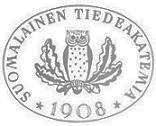 SUOMALAINEN TIEDEAKATEMIA
★ 1908 ★